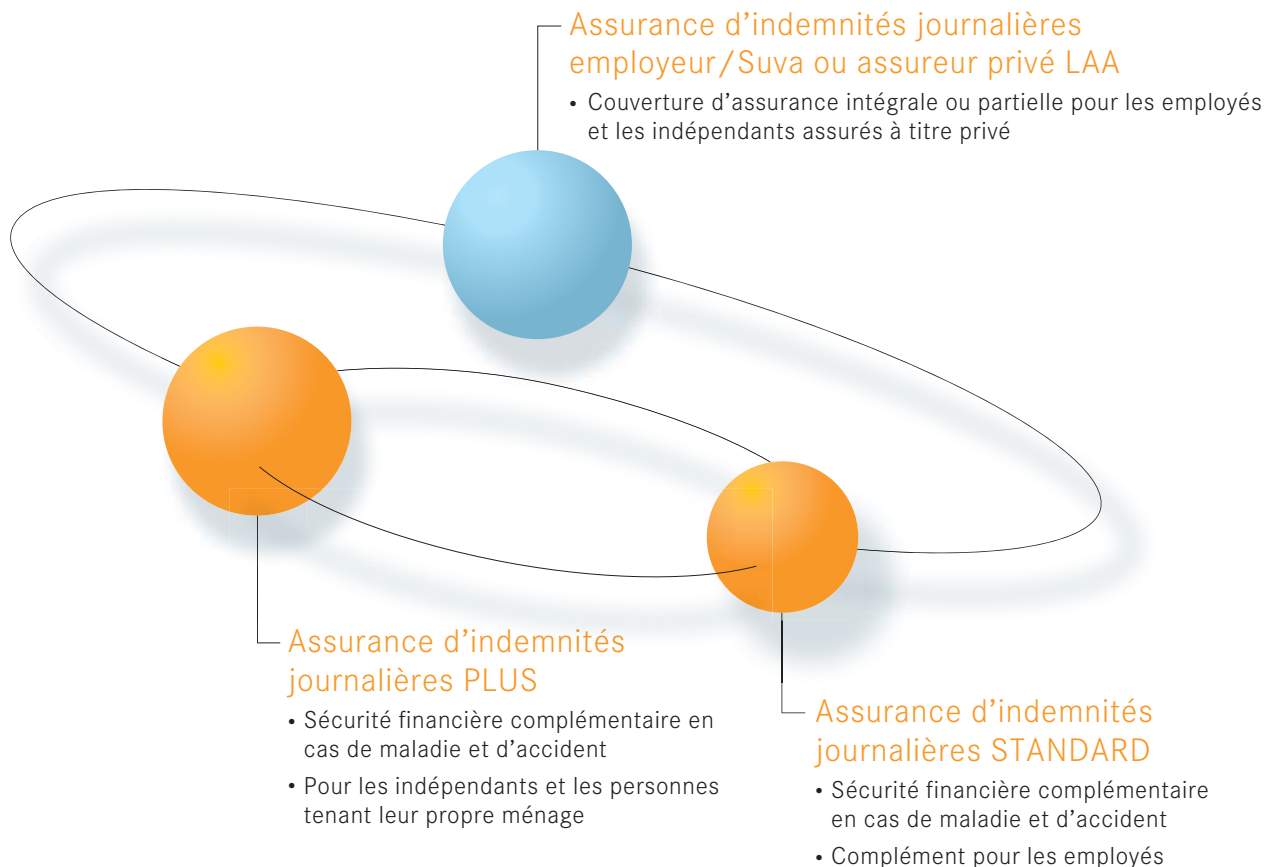 Assurance d’indemnités journalières
employeur/Suva ou assureur privé LAA
• Couverture d’assurance intégrale ou partielle pour les employés
et les indépendants assurés à titre privé
Assurance d’indemnités
journalières PLUS
• Sécurité financière complémentaire en
cas de maladie et d’accident
• Pour les indépendants et les personnes
tenant leur propre ménage
Assurance d’indemnités
journalières STANDARD
• Sécurité financière complémentaire
en cas de maladie et d’accident
• Complément pour les employés